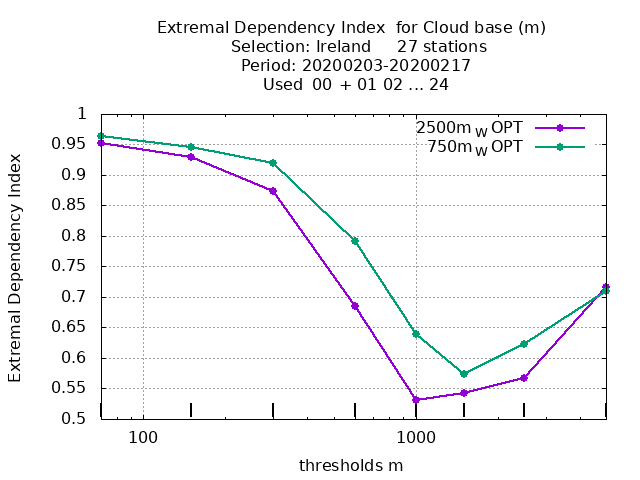 Extremal Dependency Index for Cloud base (m)
Selection: Ireland 27 stations
Period: 20200203-20200217
Used 00 + 01 02 ... 24
2500m W OPT
750m W OPT
1
0.95
0.9
0.85
0.8
0.75
0.7
0.65
0.6
0.55
0.5
Extremal Dependency Index
100 1000
thresholds m